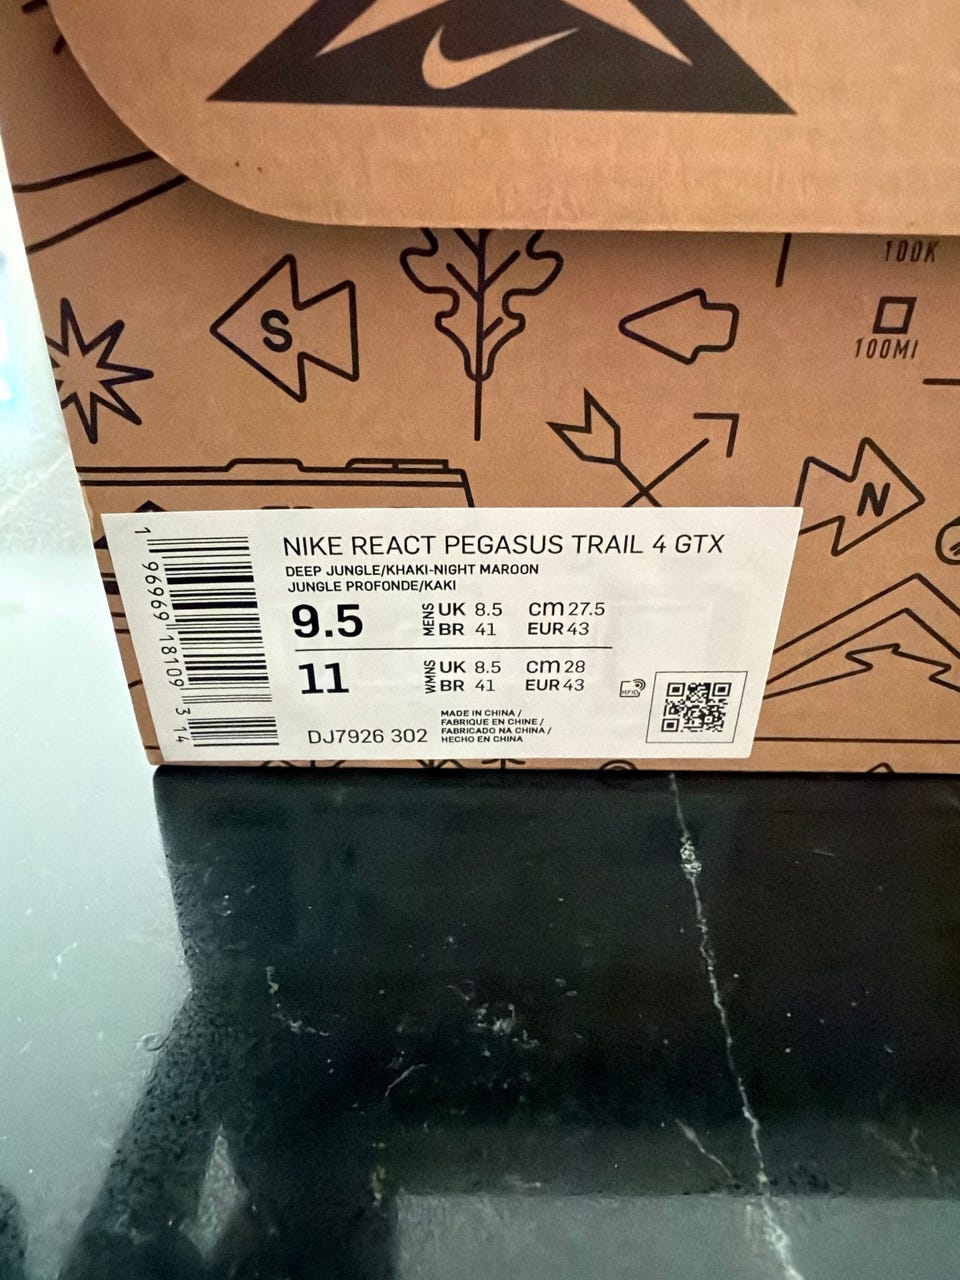 100K
S
100MI
N
NIKE REACT PEGASUS TRAIL 4 GTX
DEEP JUNGLE/KHAKI-NIGHT MAROON
JUNGLE PROFONDE/KAKI
9.5 MENS UK 8.5 CM 27.5
BR 41 EUR 43
11 WMNS UK 8.5 CM 28
BR 41 EUR 43
RFID
DJ7926 302
MADE IN CHINA /
FABRIQUE EN CHINE /
FABRICADO NA CHINA /
HECHO EN CHINA
1 96969 18109 3 14